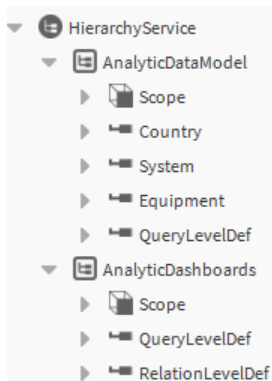 HierarchyService
AnalyticDataModel
Scope
Country
System
Equipment
QueryLevelDef
AnalyticDashboards
Scope
QueryLevelDef
RelationLevelDef